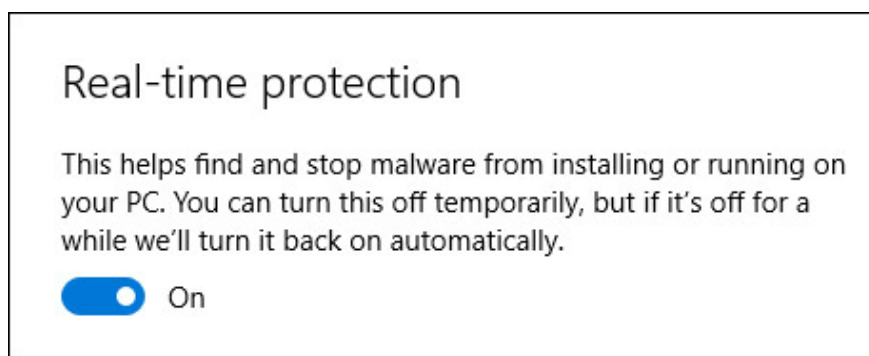 Real-time protection
This helps find and stop malware from installing or running on
your PC. You can turn this off temporarily, but if it’s off for a
while we’ll turn it back on automatically.
On